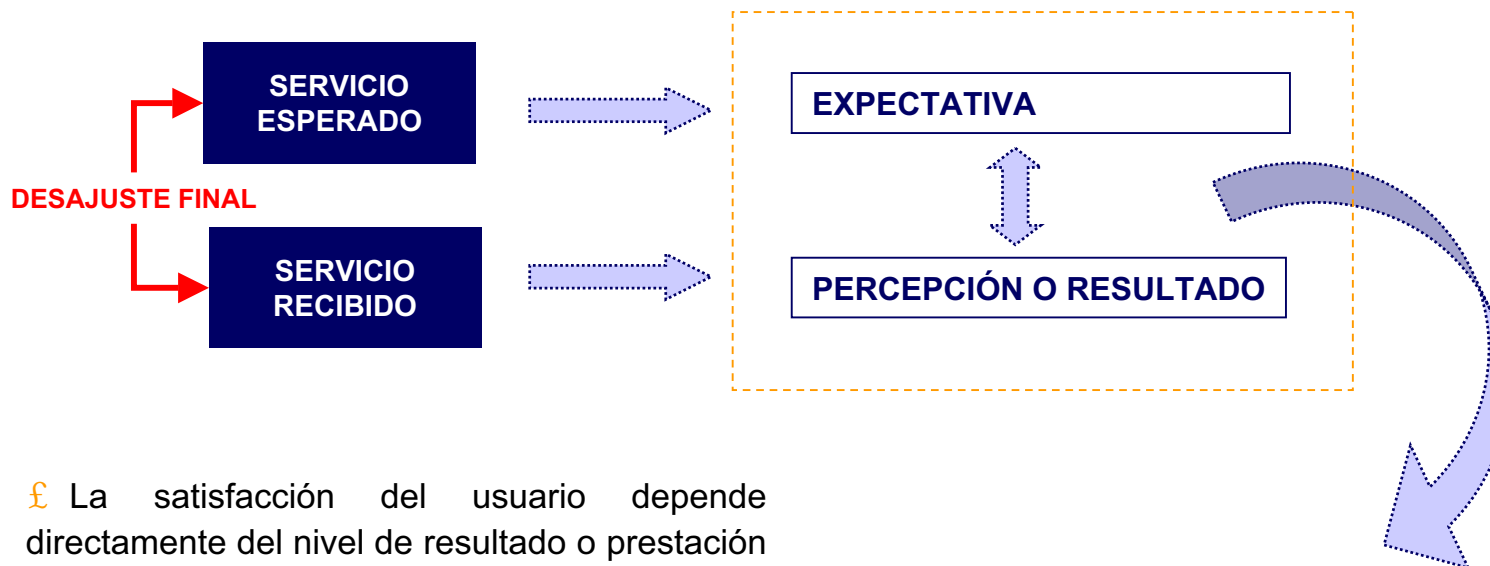 SERVICIO
ESPERADO
EXPECTATIVA
DESAJUSTE FINAL
SERVICIO
RECIBIDO
PERCEPCIÓN O RESULTADO
£ La satisfacción del usuario depende
directamente del nivel de resultado o prestación